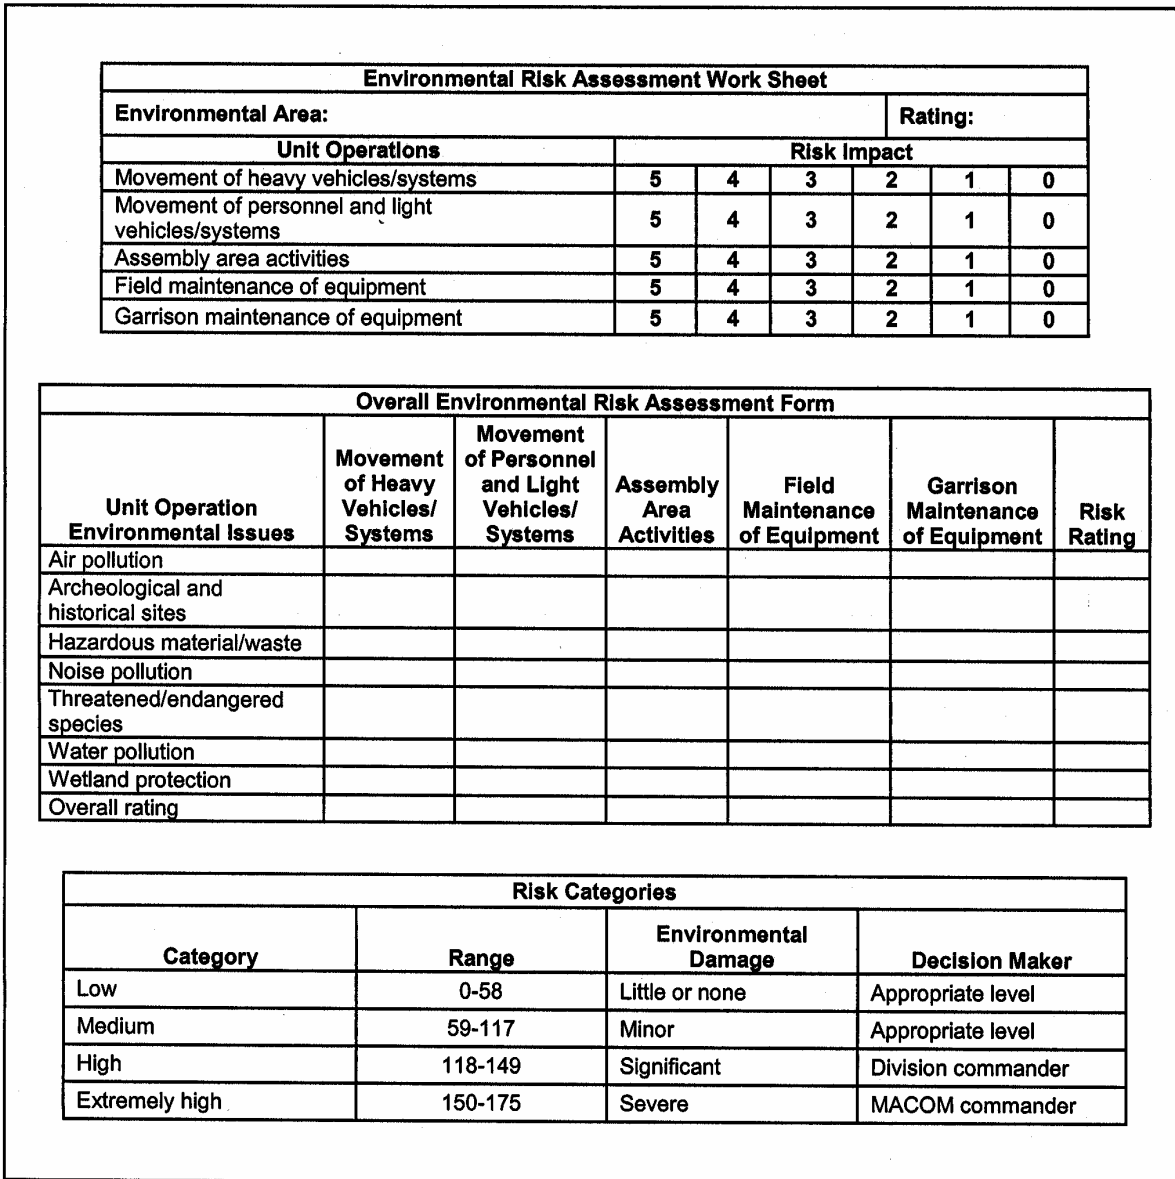 Environmental Risk Assessment Work Sheet
Environmental Area: Rating:
Unit Operations Risk Impact
Movement of heavy vehicles/systems 5 4 3 2 1 0
Movement of personnel and light
vehicles/systems 5 4 3 2 1 0
Assembly area activities 5 4 3 2 1 0
Field maintenance of equipment 5 4 3 2 1 0
Garrison maintenance of equipment 5 4 3 2 1 0
Overall Environmental Risk Assessment Form
Unit Operation
Environmental Issues
Movement
of Heavy
Vehicles/
Systems
Movement
of Personnel
and Light
Vehicles/
Systems
Assembly
Area
Activities
Field
Maintenance
of Equipment
Garrison
Maintenance
of Equipment
Risk
Rating
Air pollution
Archeological and
historical sites
Hazardous material/waste
Noise pollution
Threatened/endangered
species
Water pollution
Wetland protection
Overall rating
Risk Categories
Category
Range
Environmental
Damage
Decision Maker
Low 0-58 Little or none Appropriate level
Medium 59-117 Minor Appropriate level
High 118-149 Significant Division commander
Extremely high 150-175 Severe MACOM commander